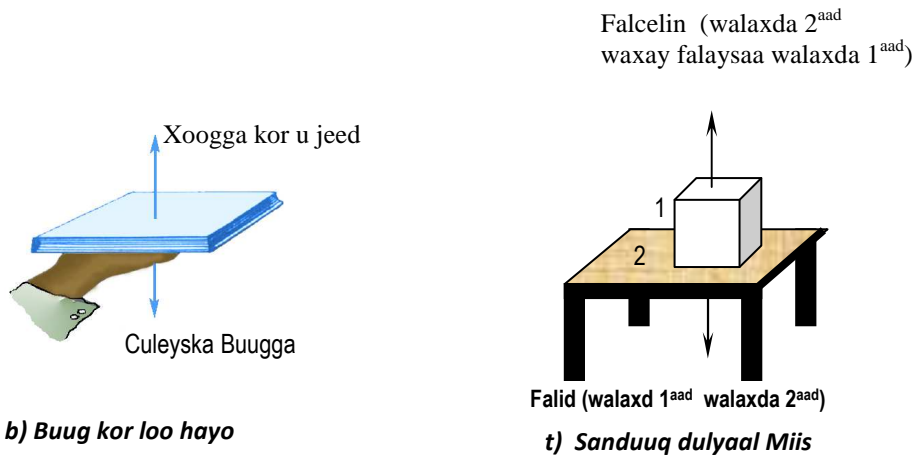 Falcelin (walaxda 2aad
waxay falaysaa walaxda 1aad)
Xoogga kor u jeed
Culeyska Buugga
b) Buug kor loo hayo
1
2
Falid (walaxd 1aad walaxda 2aad)
t) Sanduuq dulyaal Miis